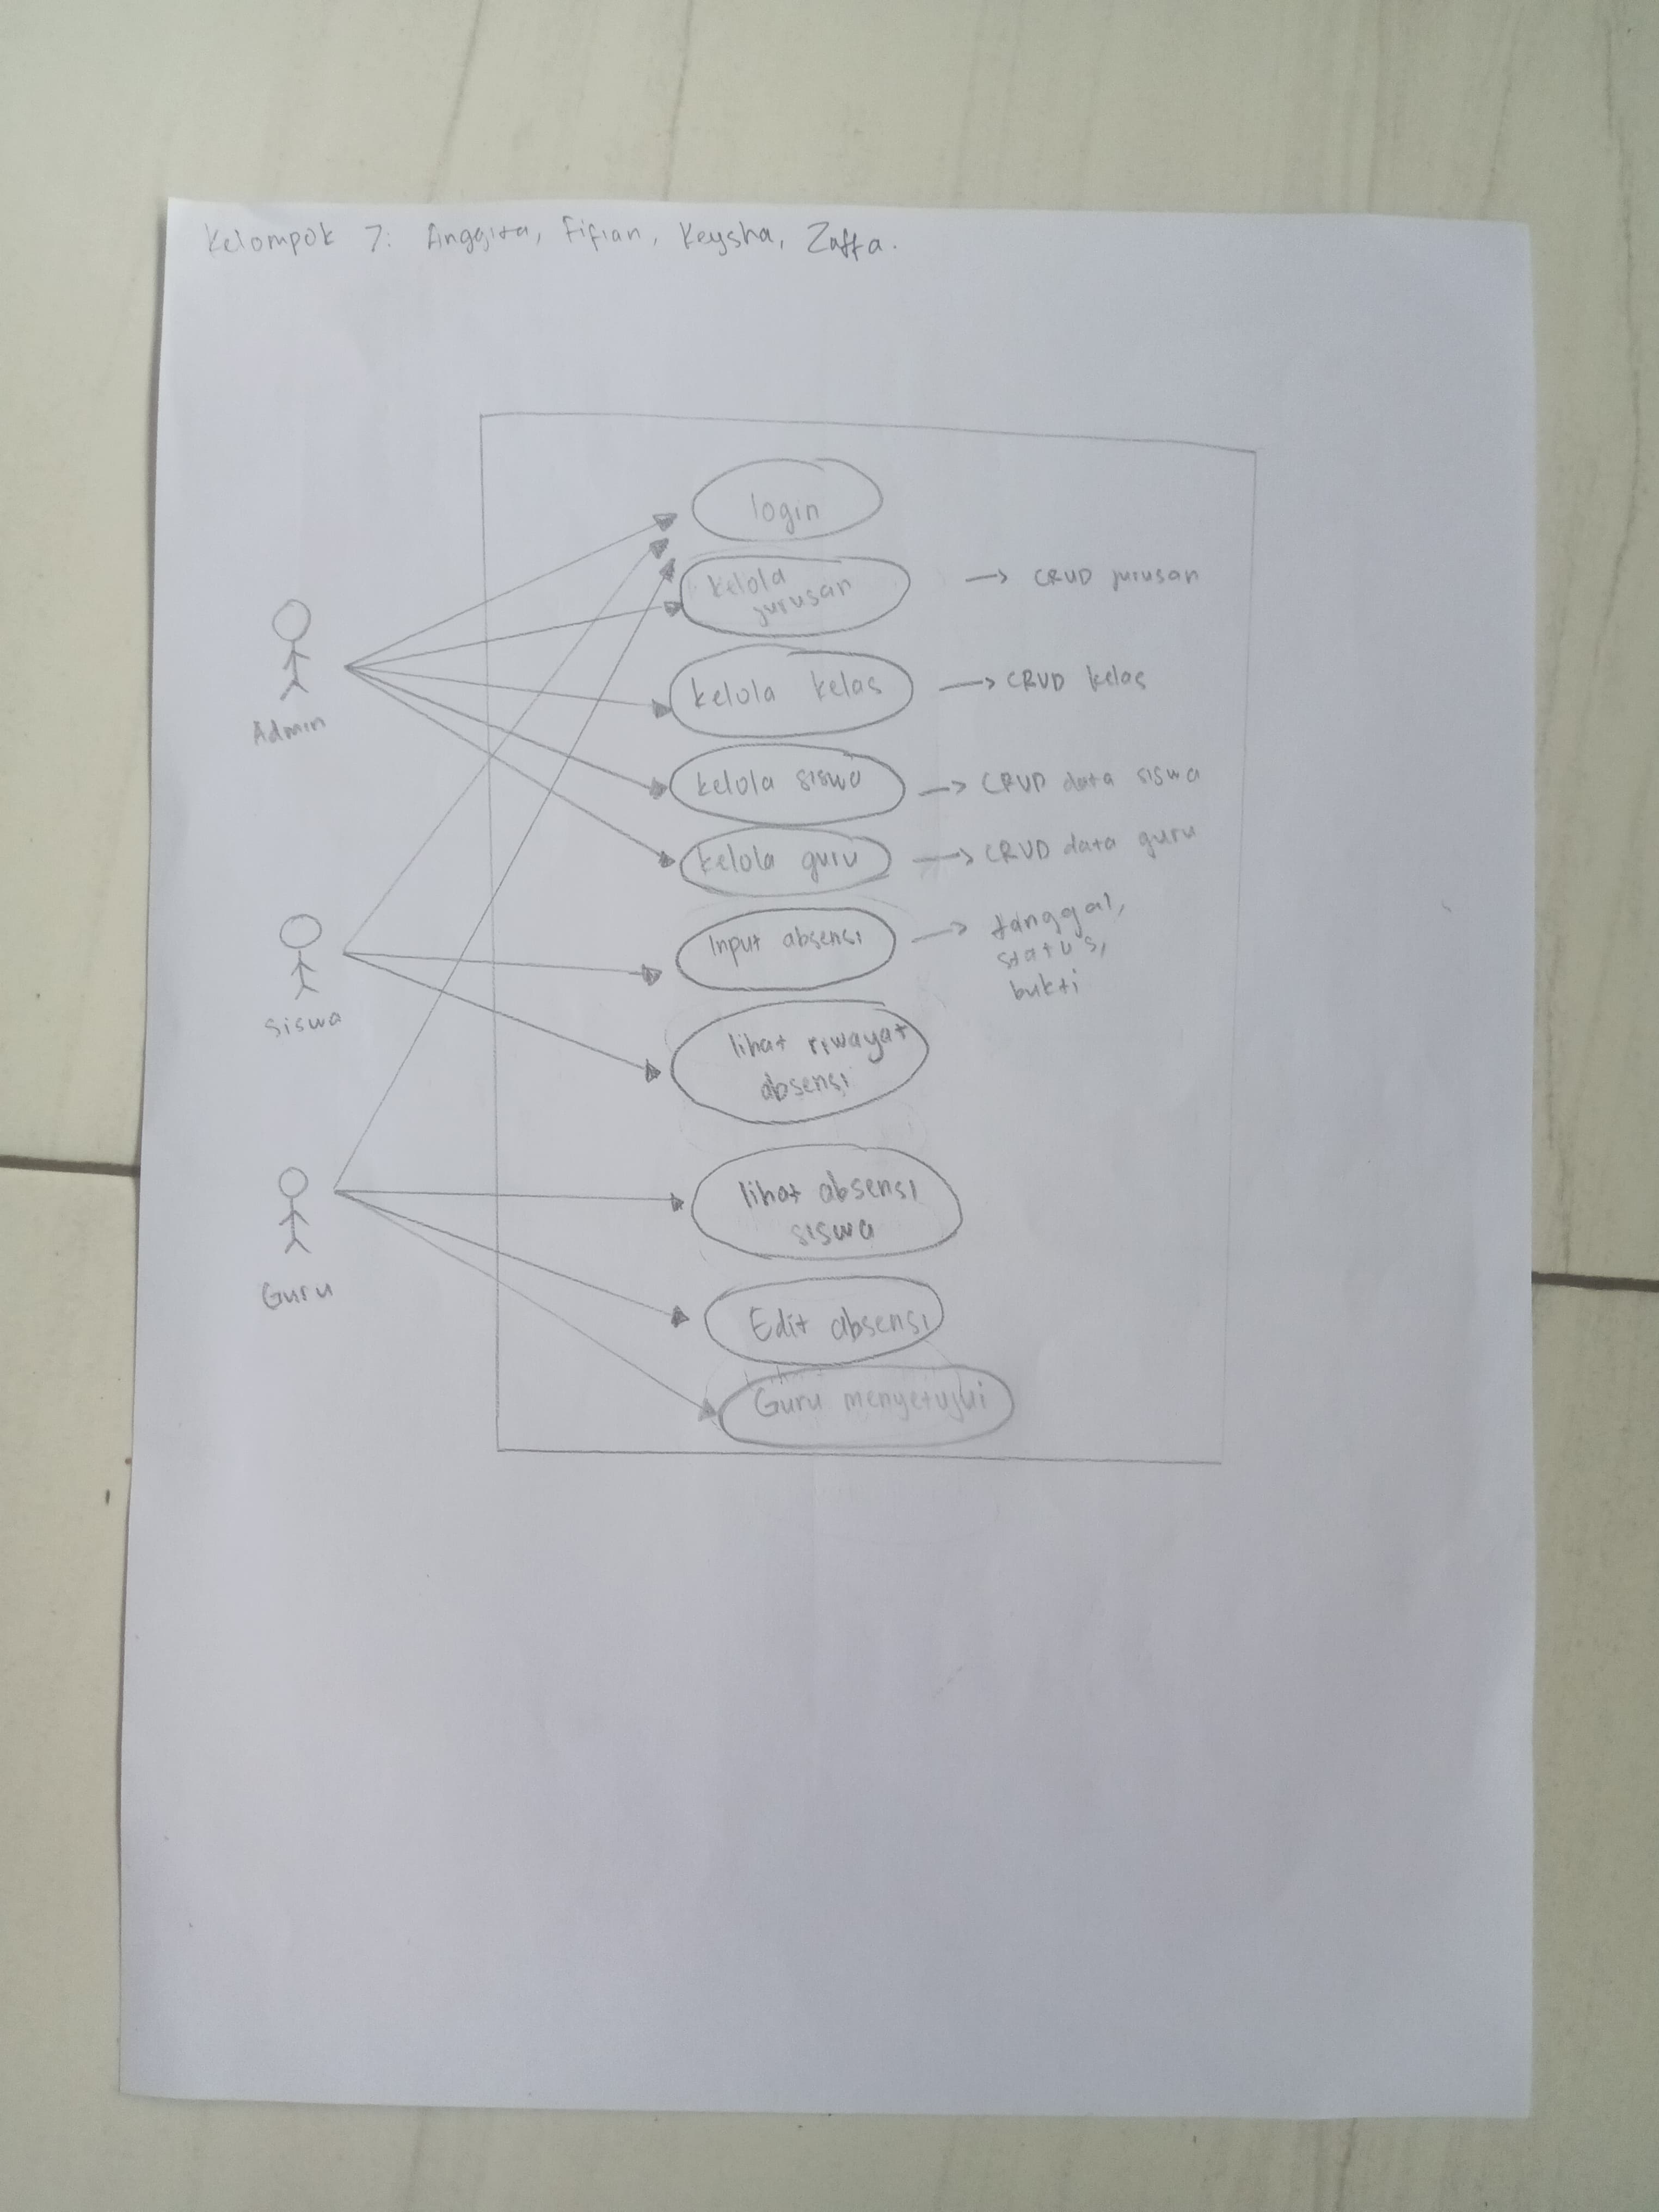 Kelompok 7: Anggita, Fifian, Keysha, Zaffa.
login
kelola
jurusan
→ CRUD jurusan
Admin
kelola kelas
→ CRUD kelas
kelola siswa
→ CRUD data siswa
kelola guru
→ CRUD data guru
Input absensi
→ tanggal,
status,
bukti
Siswa
lihat riwayat
absensi
lihat absensi
siswa
Guru
Edit absensi
Guru menyetujui